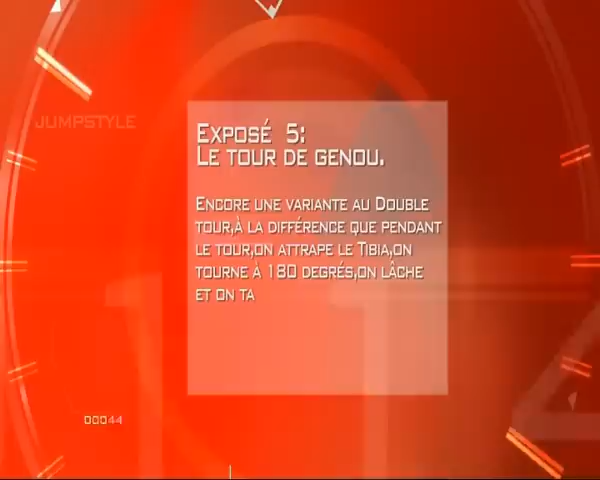 JUMPSTYLE
EXPOSÉ 5:
LE TOUR DE GENOU.
ENCORE UNE VARIANTE AU DOUBLE
TOUR,À LA DIFFÉRENCE QUE PENDANT
LE TOUR,ON ATTRAPE LE TIBIA,ON
TOURNE À 180 DEGRÉS,ON LÂCHE
ET ON TA
00044